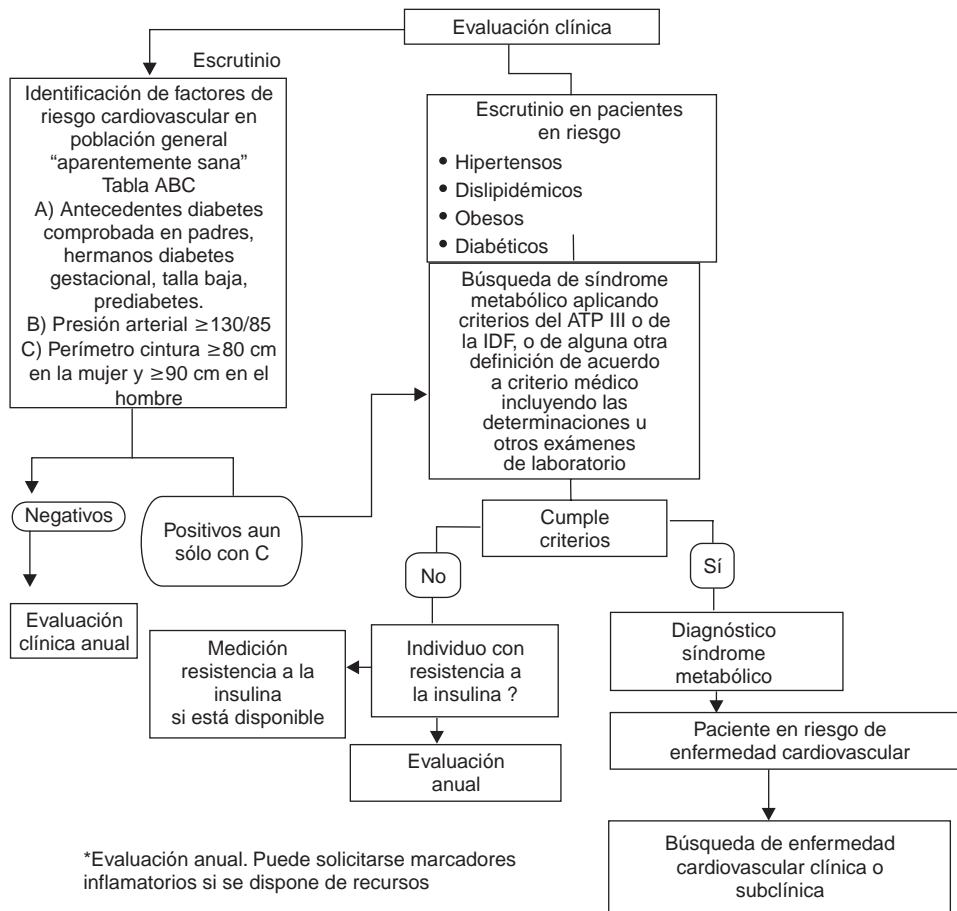 Evaluación clínica
Escrutinio
Identificación de factores de
riesgo cardiovascular en
población general
“aparentemente sana”
Tabla ABC
A) Antecedentes diabetes
comprobada en padres,
hermanos diabetes
gestacional, talla baja,
prediabetes.
B) Presión arterial ≥130/85
C) Perímetro cintura ≥80 cm
en la mujer y ≥90 cm en el
hombre
Escrutinio en pacientes
en riesgo
• Hipertensos
• Dislipidémicos
• Obesos
• Diabéticos
Búsqueda de síndrome
metabólico aplicando
criterios del ATP III o de
la IDF, o de alguna otra
definición de acuerdo
a criterio médico
incluyendo las
determinaciones u
otros exámenes
de laboratorio
Negativos
Positivos aun
sólo con C
Cumple
criterios
No
Sí
Evaluación
clínica anual
Medición
resistencia a la
insulina
si está disponible
Individuo con
resistencia a
la insulina ?
Diagnóstico
síndrome
metabólico
Evaluación
anual
Paciente en riesgo de
enfermedad cardiovascular
Búsqueda de enfermedad
cardiovascular clínica o
subclínica
*Evaluación anual. Puede solicitarse marcadores
inflamatorios si se dispone de recursos